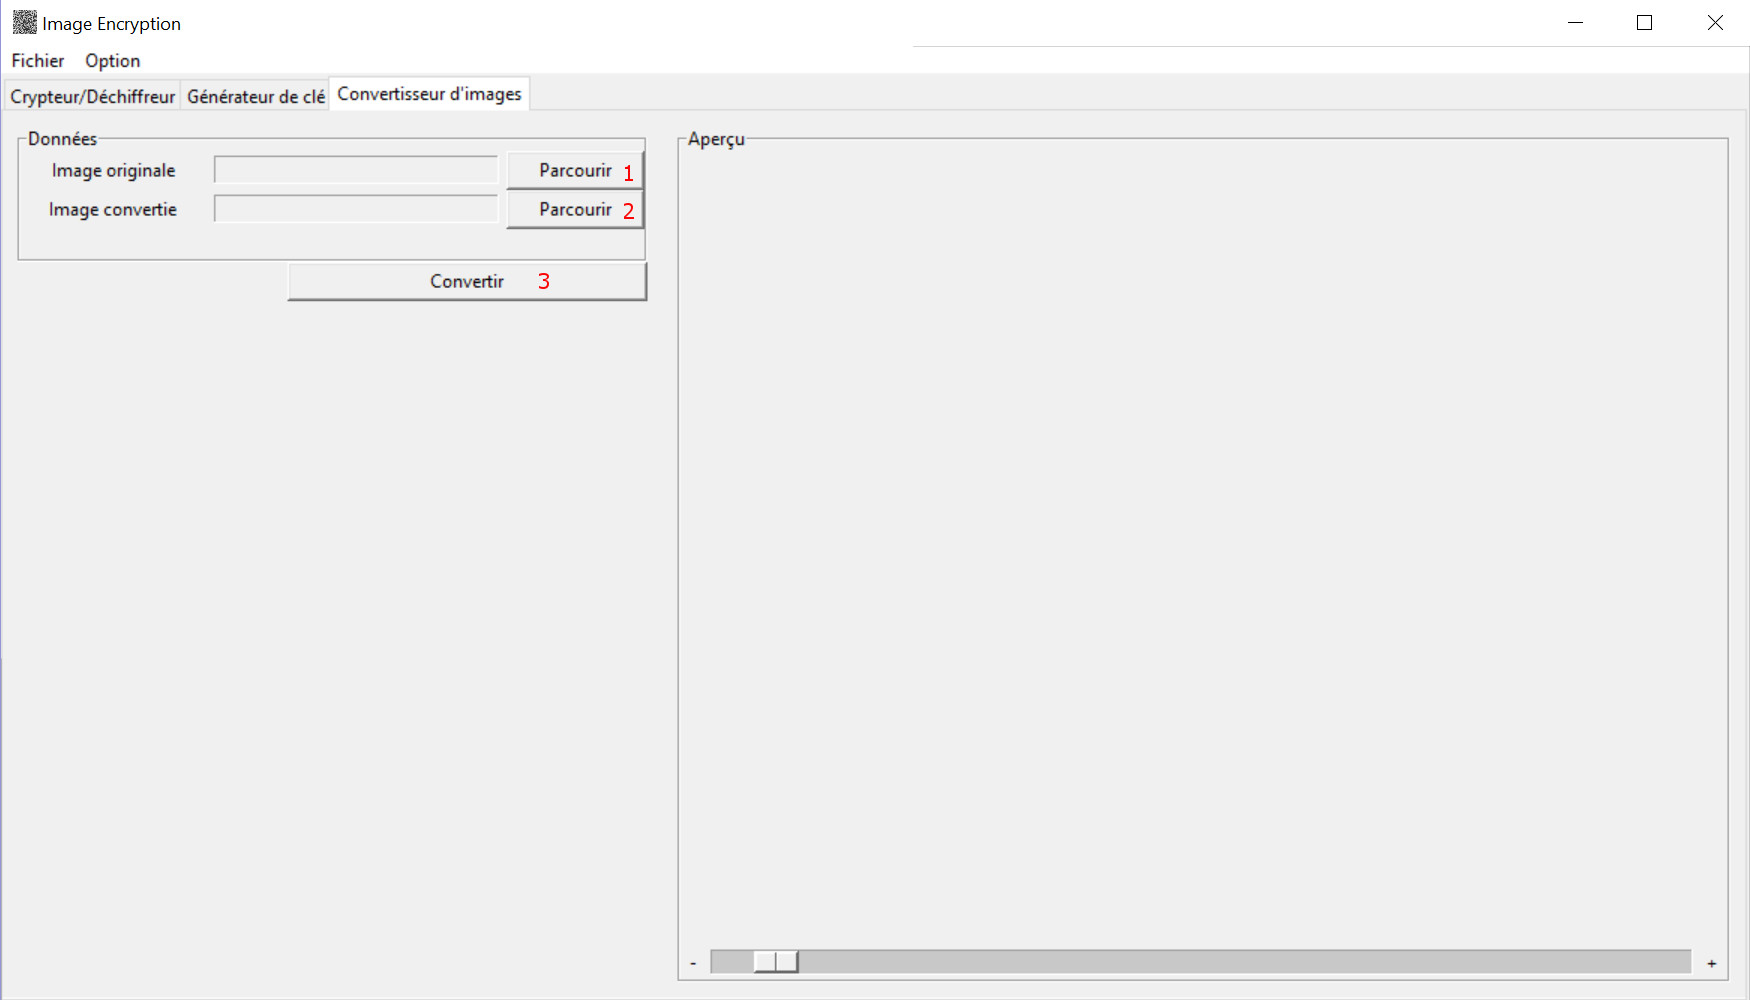 Image Encryption
Fichier Option
Crypteur/Déchiffreur Générateur de clé Convertisseur d'images
Données
Image originale Parcourir 1
Image convertie Parcourir 2
Convertir 3
Aperçu
- +